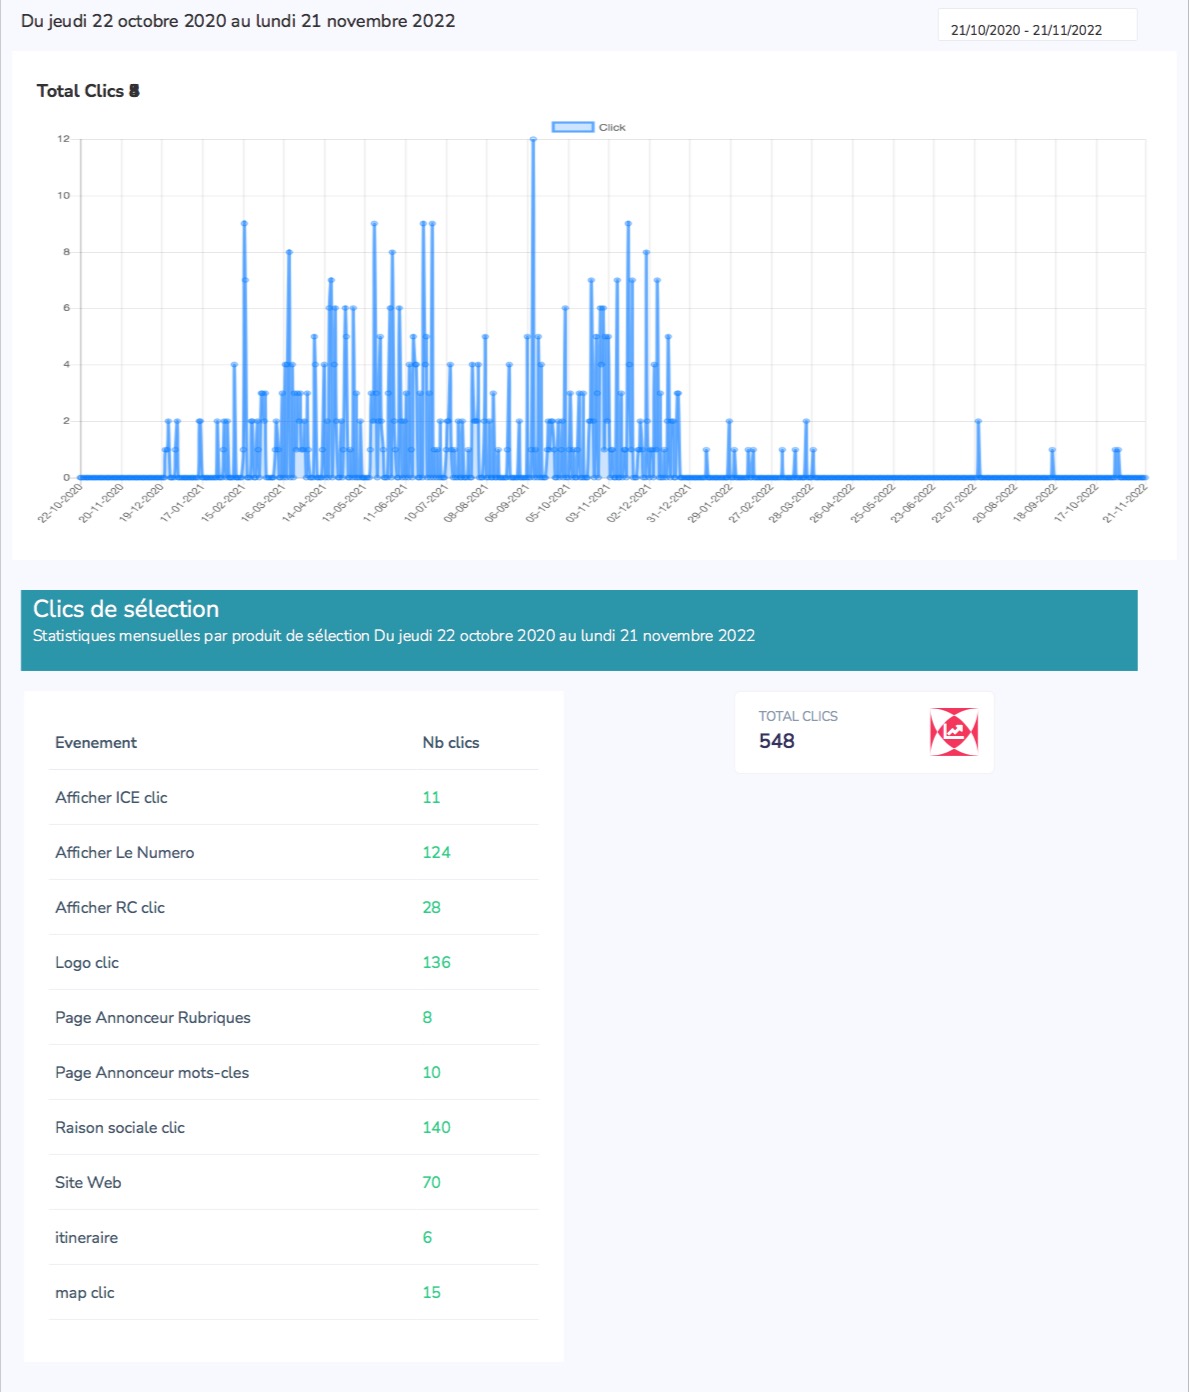 Du jeudi 22 octobre 2020 au lundi 21 novembre 2022
21/10/2020 - 21/11/2022
Total Clics
Click
12
10
8
6
4
2
0
22-10-2020
20-11-2020
19-12-2020
17-01-2021
15-02-2021
16-03-2021
14-04-2021
13-05-2021
11-06-2021
10-07-2021
08-08-2021
06-09-2021
05-10-2021
03-11-2021
02-12-2021
31-12-2021
29-01-2022
27-02-2022
28-03-2022
26-04-2022
25-05-2022
23-06-2022
22-07-2022
20-08-2022
18-09-2022
17-10-2022
21-11-2022
Clics de sélection
Statistiques mensuelles par produit de sélection Du jeudi 22 octobre 2020 au lundi 21 novembre 2022
Evenement Nb clics
Afficher ICE clic 11
Afficher Le Numero 124
Afficher RC clic 28
Logo clic 136
Page Annonceur Rubriques 8
Page Annonceur mots-cles 10
Raison sociale clic 140
Site Web 70
itineraire 6
map clic 15
TOTAL CLICS
548